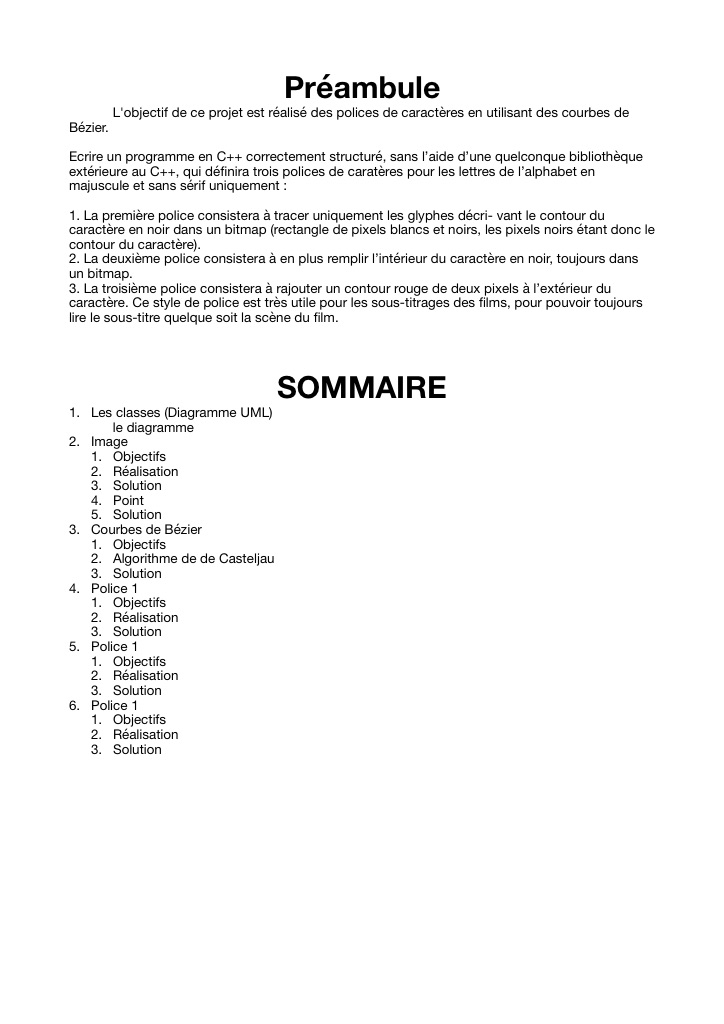 Préambule
L'objectif de ce projet est réalisé des polices de caractères en utilisant des courbes de
Bézier.
Ecrire un programme en C++ correctement structuré, sans l'aide d'une quelconque bibliothèque
extérieure au C++, qui définira trois polices de caratères pour les lettres de l'alphabet en
majuscule et sans sérif uniquement :
1. La première police consistera à tracer uniquement les glyphes décri- vant le contour du
caractère en noir dans un bitmap (rectangle de pixels blancs et noirs, les pixels noirs étant donc le
contour du caractère).
2. La deuxième police consistera à en plus remplir l'intérieur du caractère en noir, toujours dans
un bitmap.
3. La troisième police consistera à rajouter un contour rouge de deux pixels à l'extérieur du
caractère. Ce style de police est très utile pour les sous-titrages des films, pour pouvoir toujours
lire le sous-titre quelque soit la scène du film.
SOMMAIRE
1. Les classes (Diagramme UML)
le diagramme
2. Image
1. Objectifs
2. Réalisation
3. Solution
4. Point
5. Solution
3. Courbes de Bézier
1. Objectifs
2. Algorithme de de Casteljau
3. Solution
4. Police 1
1. Objectifs
2. Réalisation
3. Solution
5. Police 1
1. Objectifs
2. Réalisation
3. Solution
6. Police 1
1. Objectifs
2. Réalisation
3. Solution